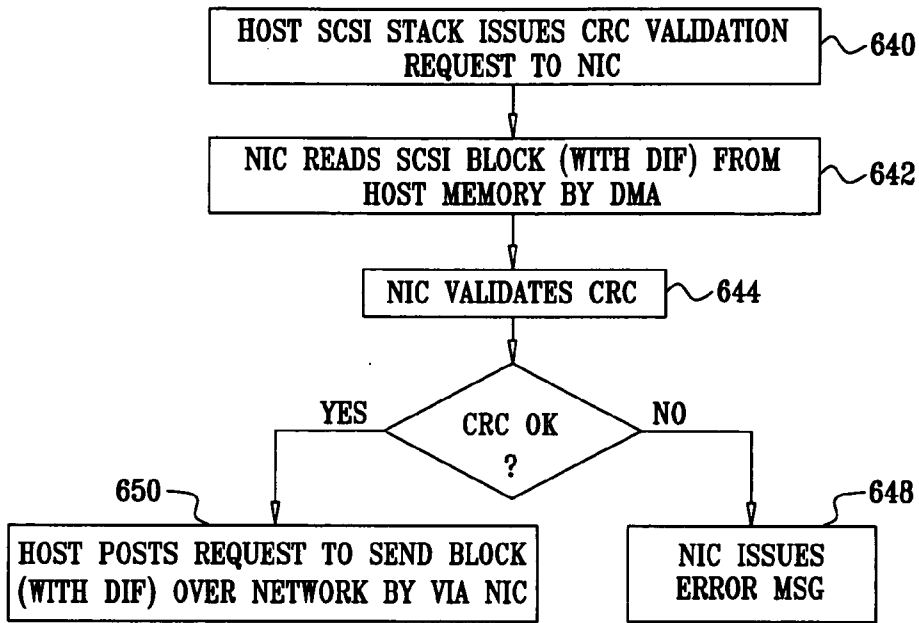 HOST SCSI STACK ISSUES CRC VALIDATION
REQUEST TO NIC
640
NIC READS SCSI BLOCK (WITH DIF) FROM
HOST MEMORY BY DMA
642
NIC VALIDATES CRC
644
CRC OK
?
YES
NO
650
648
HOST POSTS REQUEST TO SEND BLOCK
(WITH DIF) OVER NETWORK BY VIA NIC
NIC ISSUES
ERROR MSG